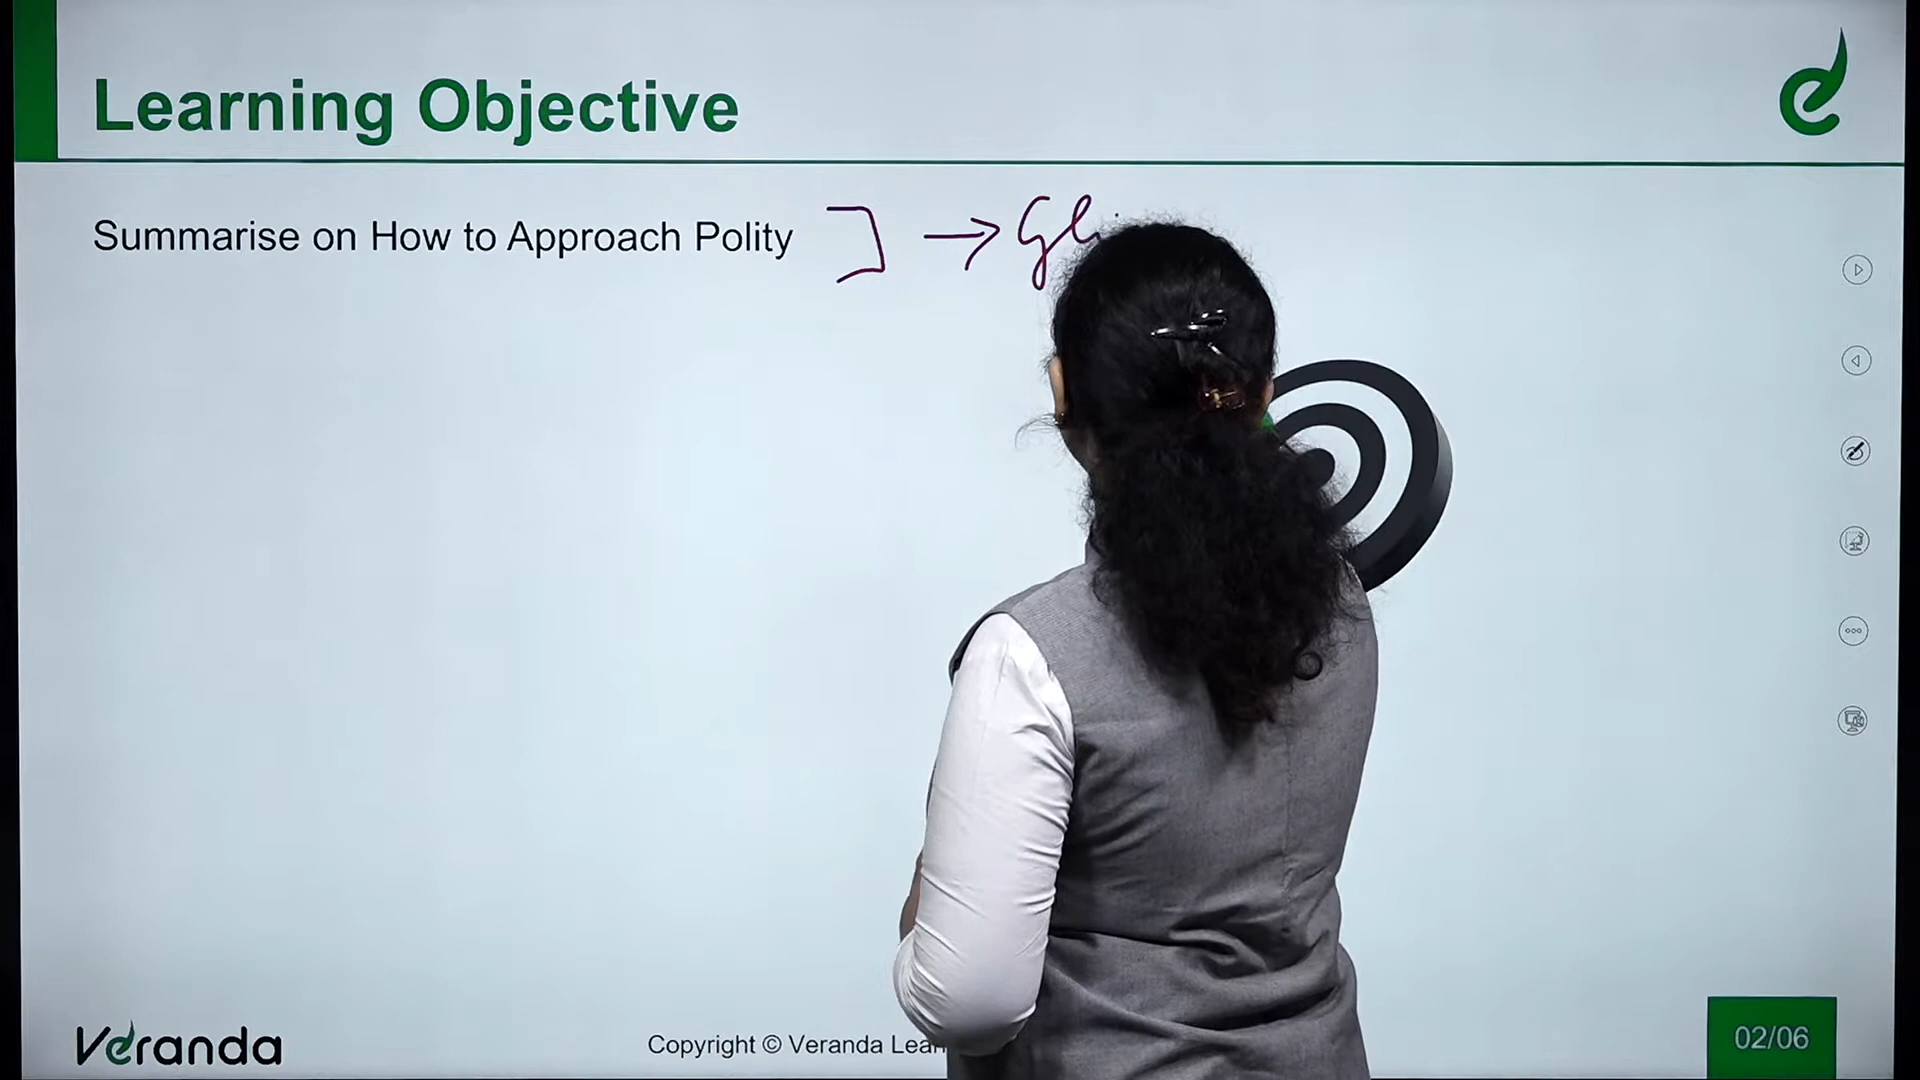 Learning Objective
Summarise on How to Approach Polity
Veranda
Copyright © Veranda
02/06